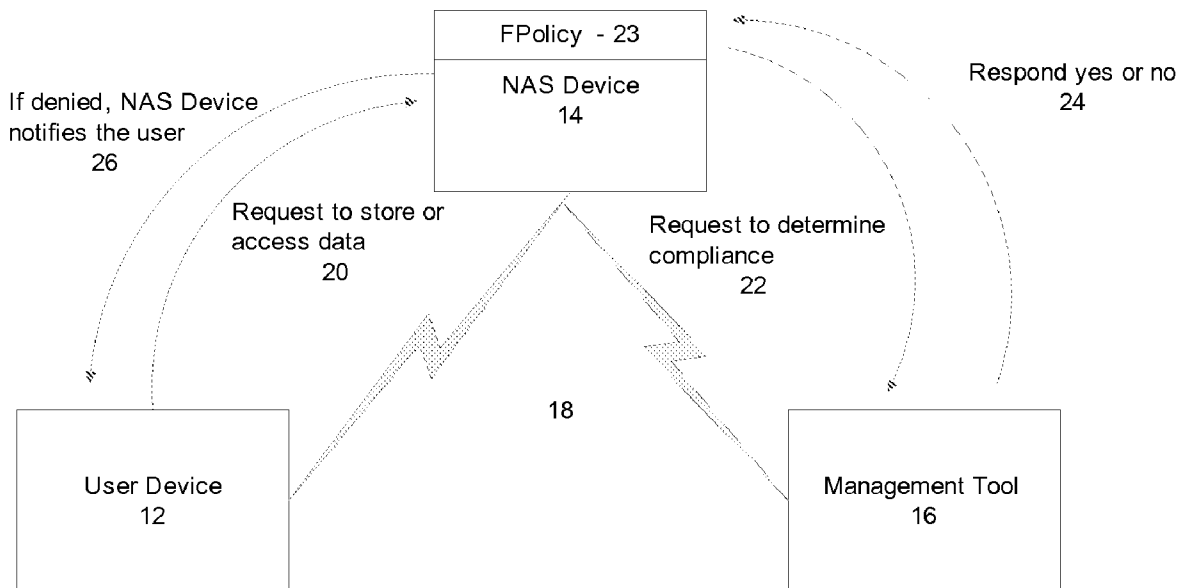 FPolicy - 23
NAS Device
14
If denied, NAS Device
notifies the user
26
Request to store or
access data
20
Request to determine
compliance
22
Respond yes or no
24
18
User Device
12
Management Tool
16